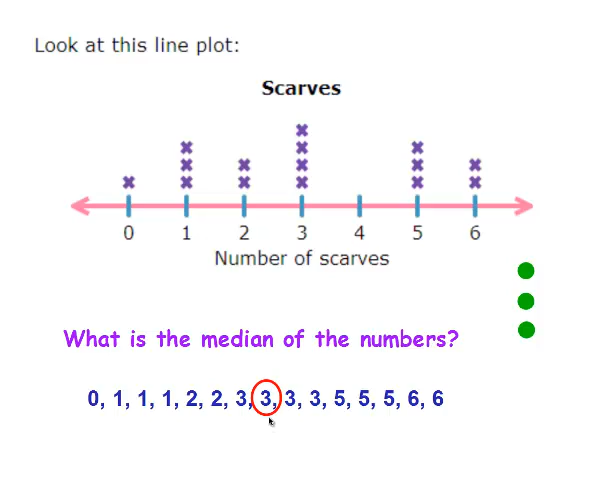 Look at this line plot:
Scarves
0 1 2 3 4 5 6
Number of scarves
What is the median of the numbers?
0, 1, 1, 1, 2, 2, 3, 3, 3, 3, 5, 5, 5, 6, 6